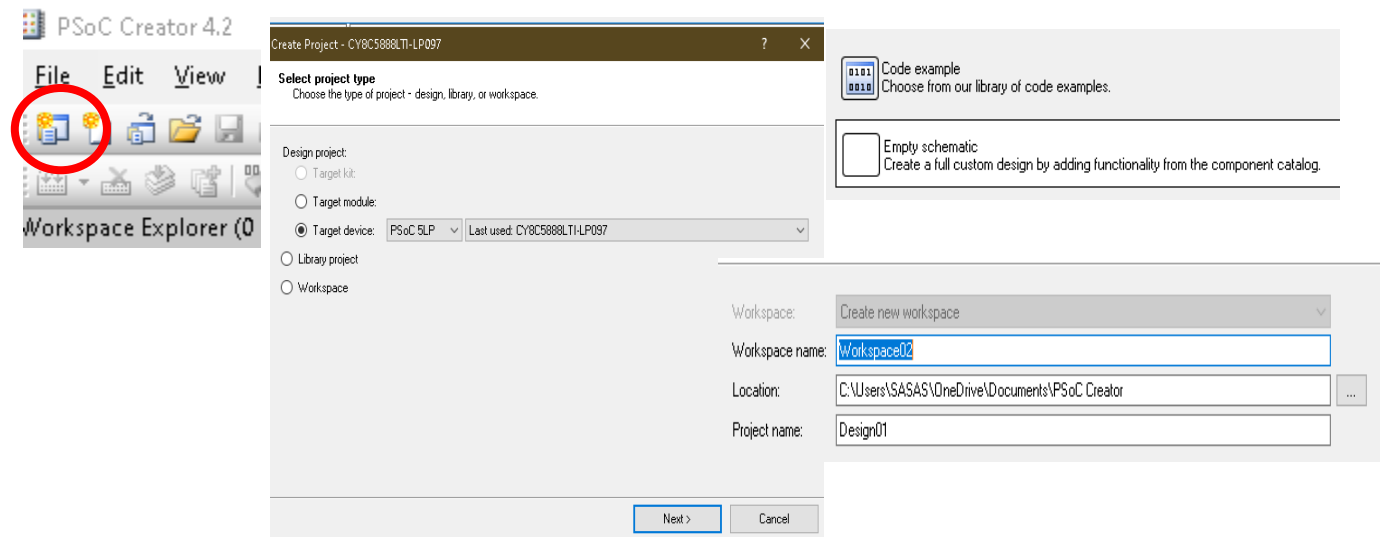 PSoC Creator 4.2
File Edit View
Workspace Explorer (0
Create Project - CY8C5888LTI-LP097 ? X
Select project type
Choose the type of project - design, library, or workspace.
Design project:
Target kit:
Target module:
Target device: PSoC 5LP Last used: CY8C5888LTI-LP097
Library project
Workspace
Next > Cancel
0101
0010
Code example
Choose from our library of code examples.
Empty schematic
Create a full custom design by adding functionality from the component catalog.
Workspace: Create new workspace
Workspace name: Workspace02
Location: C:\Users\SASAS\OneDrive\Documents\PSoC Creator ...
Project name: Design01